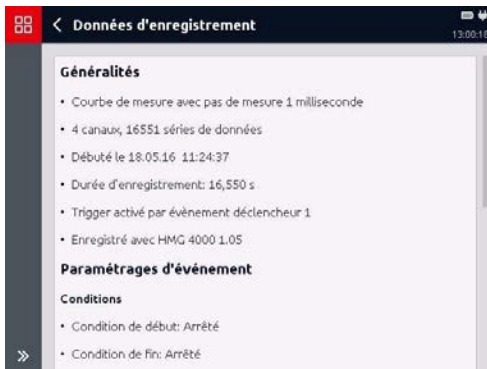 Données d'enregistrement
13:00:16
Généralités
• Courbe de mesure avec pas de mesure 1 milliseconde
• 4 canaux, 16551 séries de données
• Débuté le 18.05.16 11:24:37
• Durée d'enregistrement: 16,550 s
• Trigger activé par évènement déclencheur 1
• Enregistré avec HMG 4000 1.05
Paramétrages d'événement
Conditions
• Condition de début: Arrêté
• Condition de fin: Arrêté